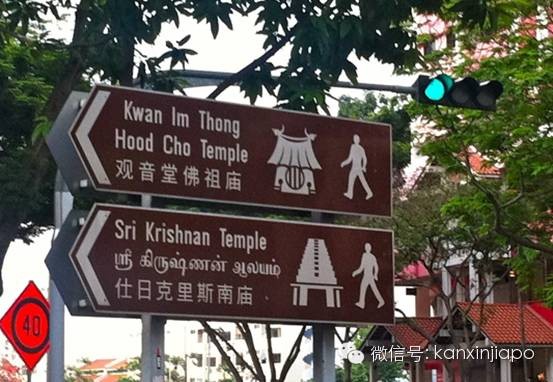 Kwan Im Thong
Hood Cho Temple
观音堂佛祖庙
Sri Krishnan Temple
ஸ்ரீ கிருஷ்ணன் ஆலயம்
仕日克里斯南庙
40
微信号: kanxinjiapo